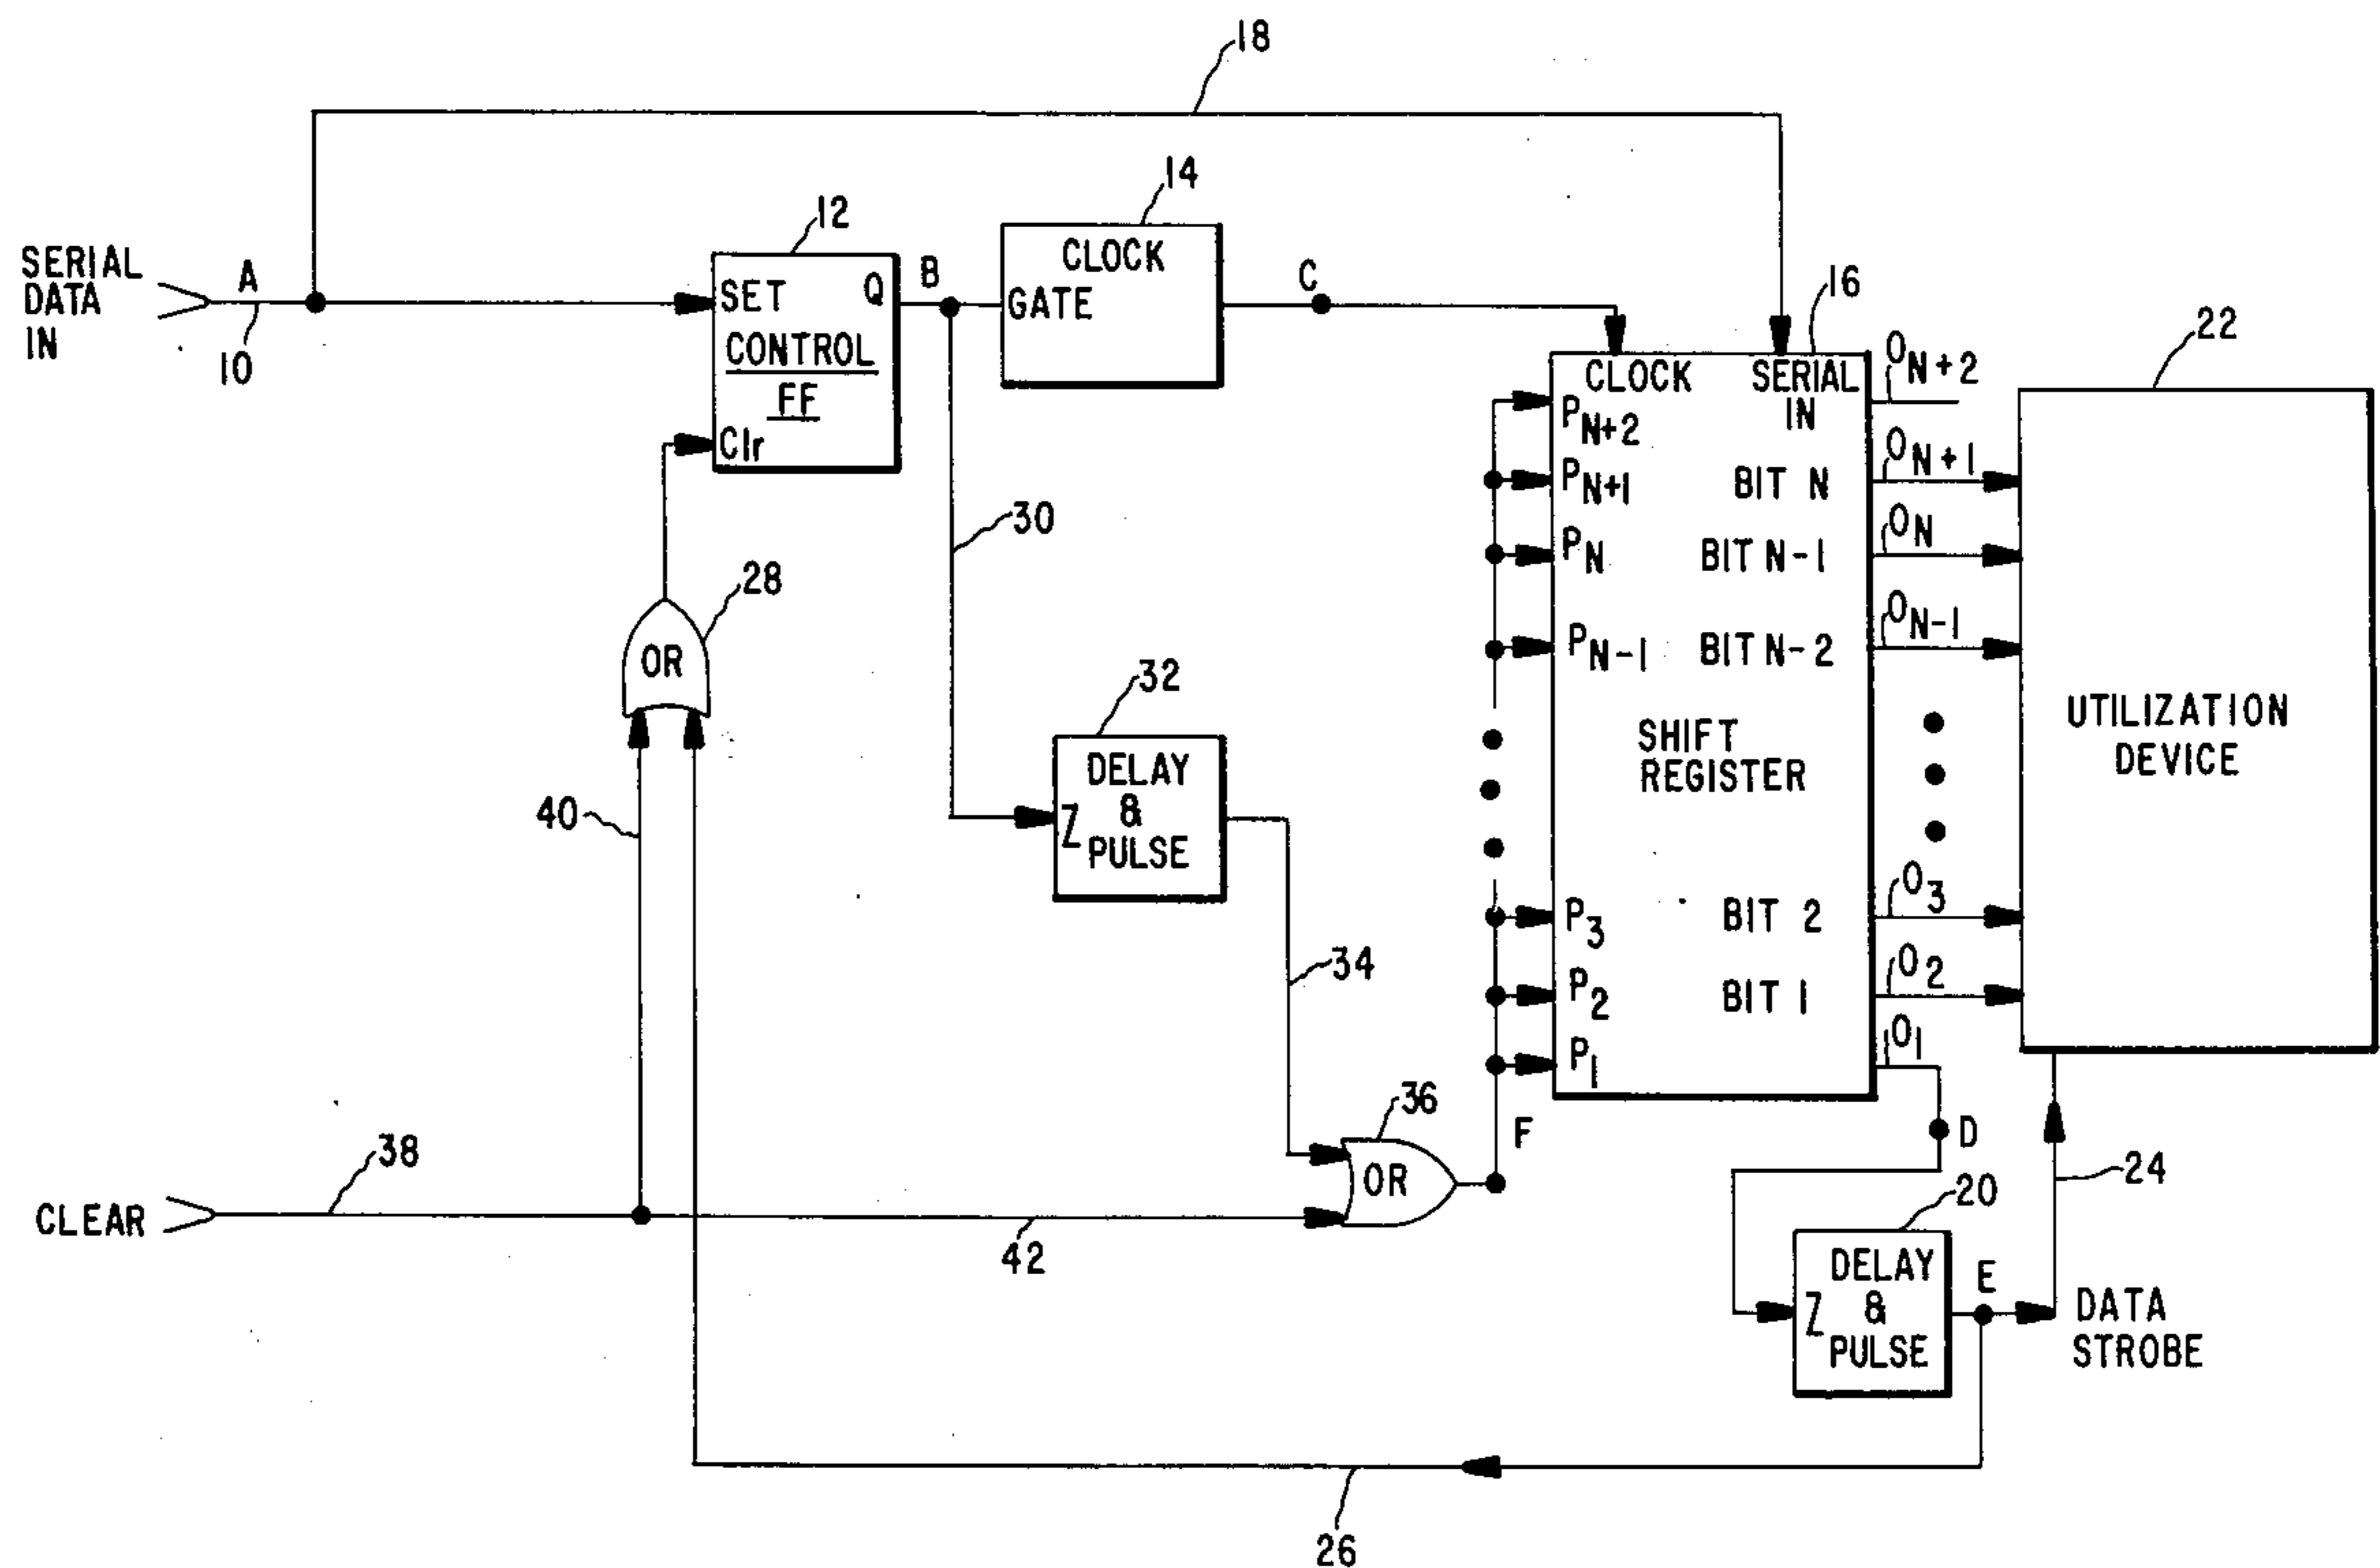 18
14
12
SERIAL
DATA
IN
A
10
SET
Q
CONTROL
FF
Clr
B
CLOCK
GATE
C
16
22
CLOCK
SERIAL
IN
P N+2
P N+1
P N
P N-1
P 3
P 2
P 1
BIT N
BIT N-1
BIT N-2
SHIFT
REGISTER
BIT 2
BIT 1
O N+2
O N+1
O N
O N-1
O 3
O 2
O 1
UTILIZATION
DEVICE
30
28
OR
32
DELAY
&
PULSE
Z
40
34
36
OR
F
D
38
CLEAR
42
20
24
DELAY
&
PULSE
Z
E
DATA
STROBE
26